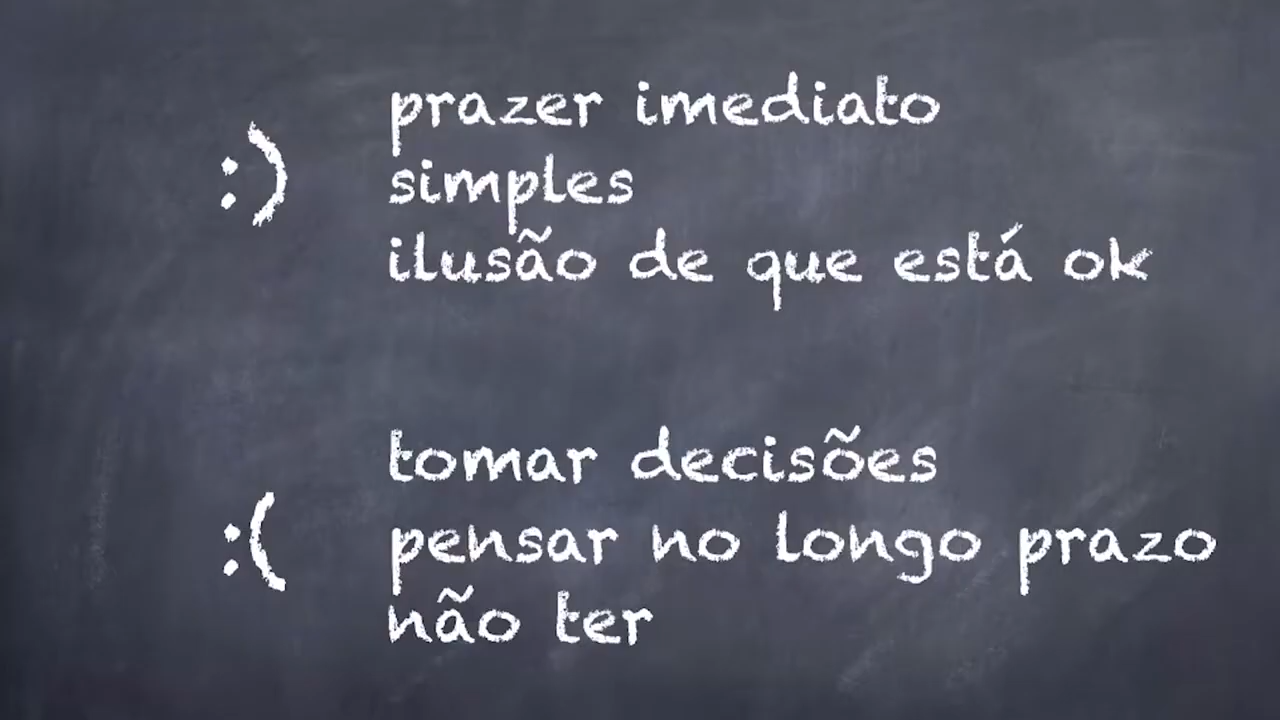 :)
prazer imediato
simples
ilusão de que está ok
:(
tomar decisões
pensar no longo prazo
não ter